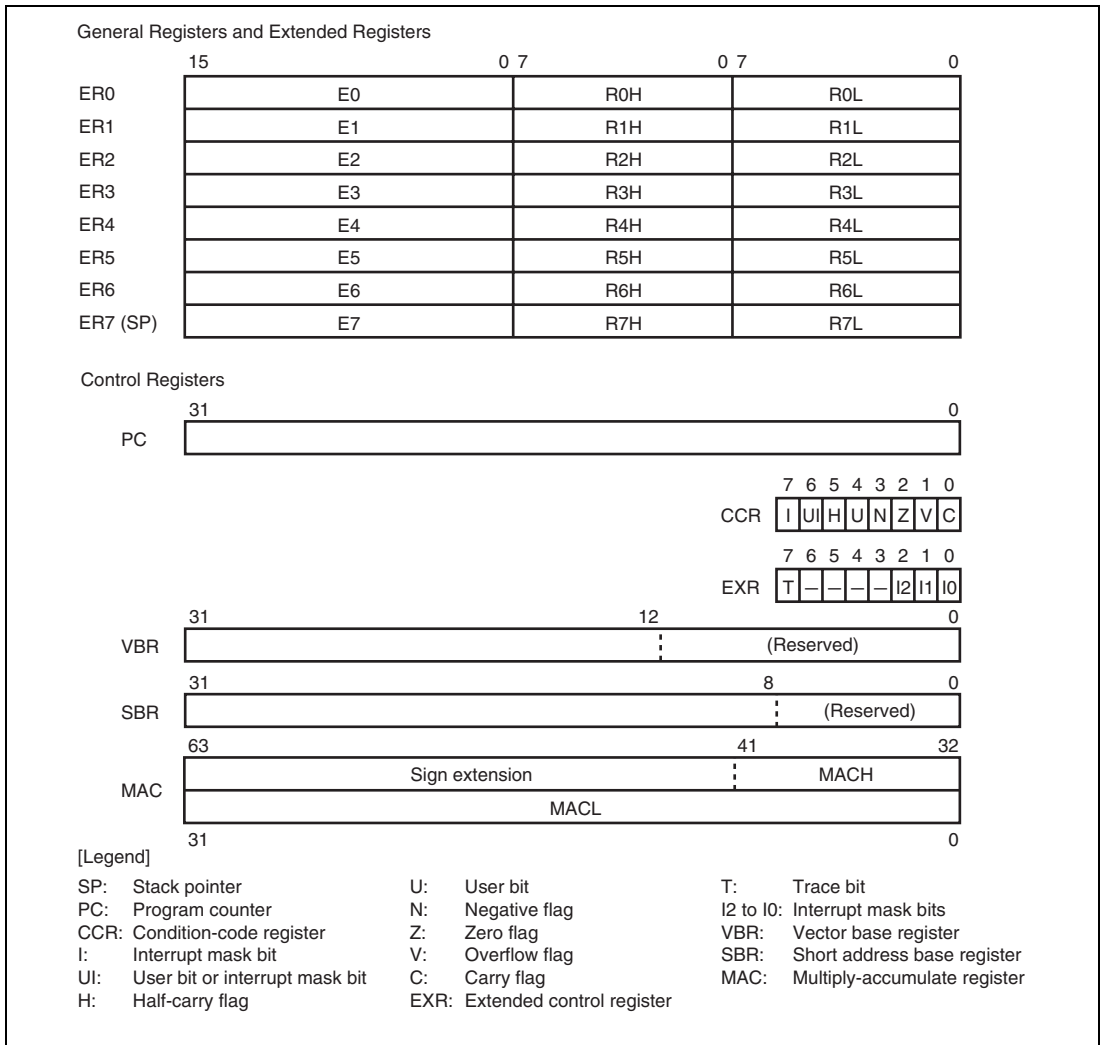 General Registers and Extended Registers
15 0 7 0 7 0
ER0 E0 R0H R0L
ER1 E1 R1H R1L
ER2 E2 R2H R2L
ER3 E3 R3H R3L
ER4 E4 R4H R4L
ER5 E5 R5H R5L
ER6 E6 R6H R6L
ER7 (SP) E7 R7H R7L
Control Registers
31 0
PC
7 6 5 4 3 2 1 0
CCR I UI H U N Z V C
7 6 5 4 3 2 1 0
EXR T — — — — I2 I1 I0
31 12 0
VBR (Reserved)
31 8 0
SBR (Reserved)
63 41 32
MAC Sign extension MACH
MACL
31 0
[Legend]
SP: Stack pointer
PC: Program counter
CCR: Condition-code register
I: Interrupt mask bit
UI: User bit or interrupt mask bit
H: Half-carry flag
U: User bit
N: Negative flag
Z: Zero flag
V: Overflow flag
C: Carry flag
EXR: Extended control register
T: Trace bit
I2 to I0: Interrupt mask bits
VBR: Vector base register
SBR: Short address base register
MAC: Multiply-accumulate register